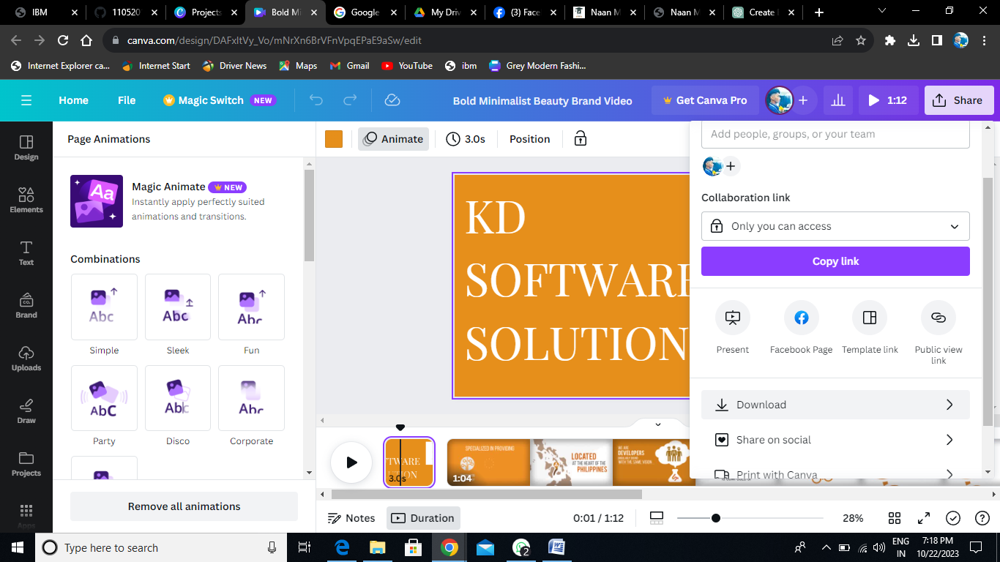 IBM
110520
Projects
Bold Mi
Google
My Driv
(3) Face
Naan M
Naan M
Create
canva.com/design/DAFxltVy_Vo/mNrXn6BrVFnVpqEPaE9aSw/edit
Internet Explorer ca...
Internet Start
Driver News
Maps
Gmail
YouTube
ibm
Grey Modern Fashi...
Home
File
Magic Switch
NEW
Bold Minimalist Beauty Brand Video
Get Canva Pro
1:12
Share
Design
Elements
Text
Brand
Uploads
Draw
Projects
Apps
Page Animations
Magic Animate
NEW
Instantly apply perfectly suited
animations and transitions.
Combinations
Simple
Sleek
Fun
Party
Disco
Corporate
Remove all animations
Animate
3.0s
Position
KD
SOFTWARE
SOLUTION
Add people, groups, or your team
Collaboration link
Only you can access
Copy link
Present
Facebook Page
Template link
Public view
link
Download
Share on social
Print with Canva
3.0s
SPECIALIZED IN PROVIDING
1:04
LOCATED
AT THE HEART OF THE
PHILIPPINES
WE ARE
DEVELOPERS
WITH THE SAME VISION
Notes
Duration
0:01 / 1:12
28%
Type here to search
2
ENG
IN
7:18 PM
10/22/2023